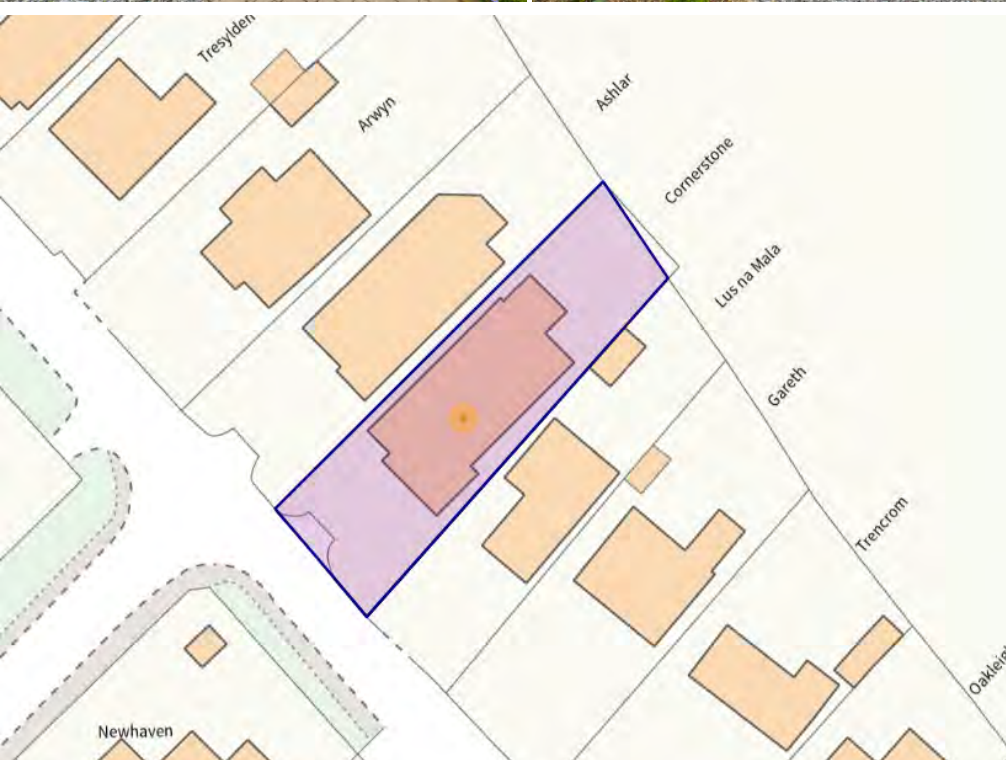 Tresylden
Arwyn
Ashlar
Cornerstone
Lus na Mala
Gareth
Trencrom
Newhaven